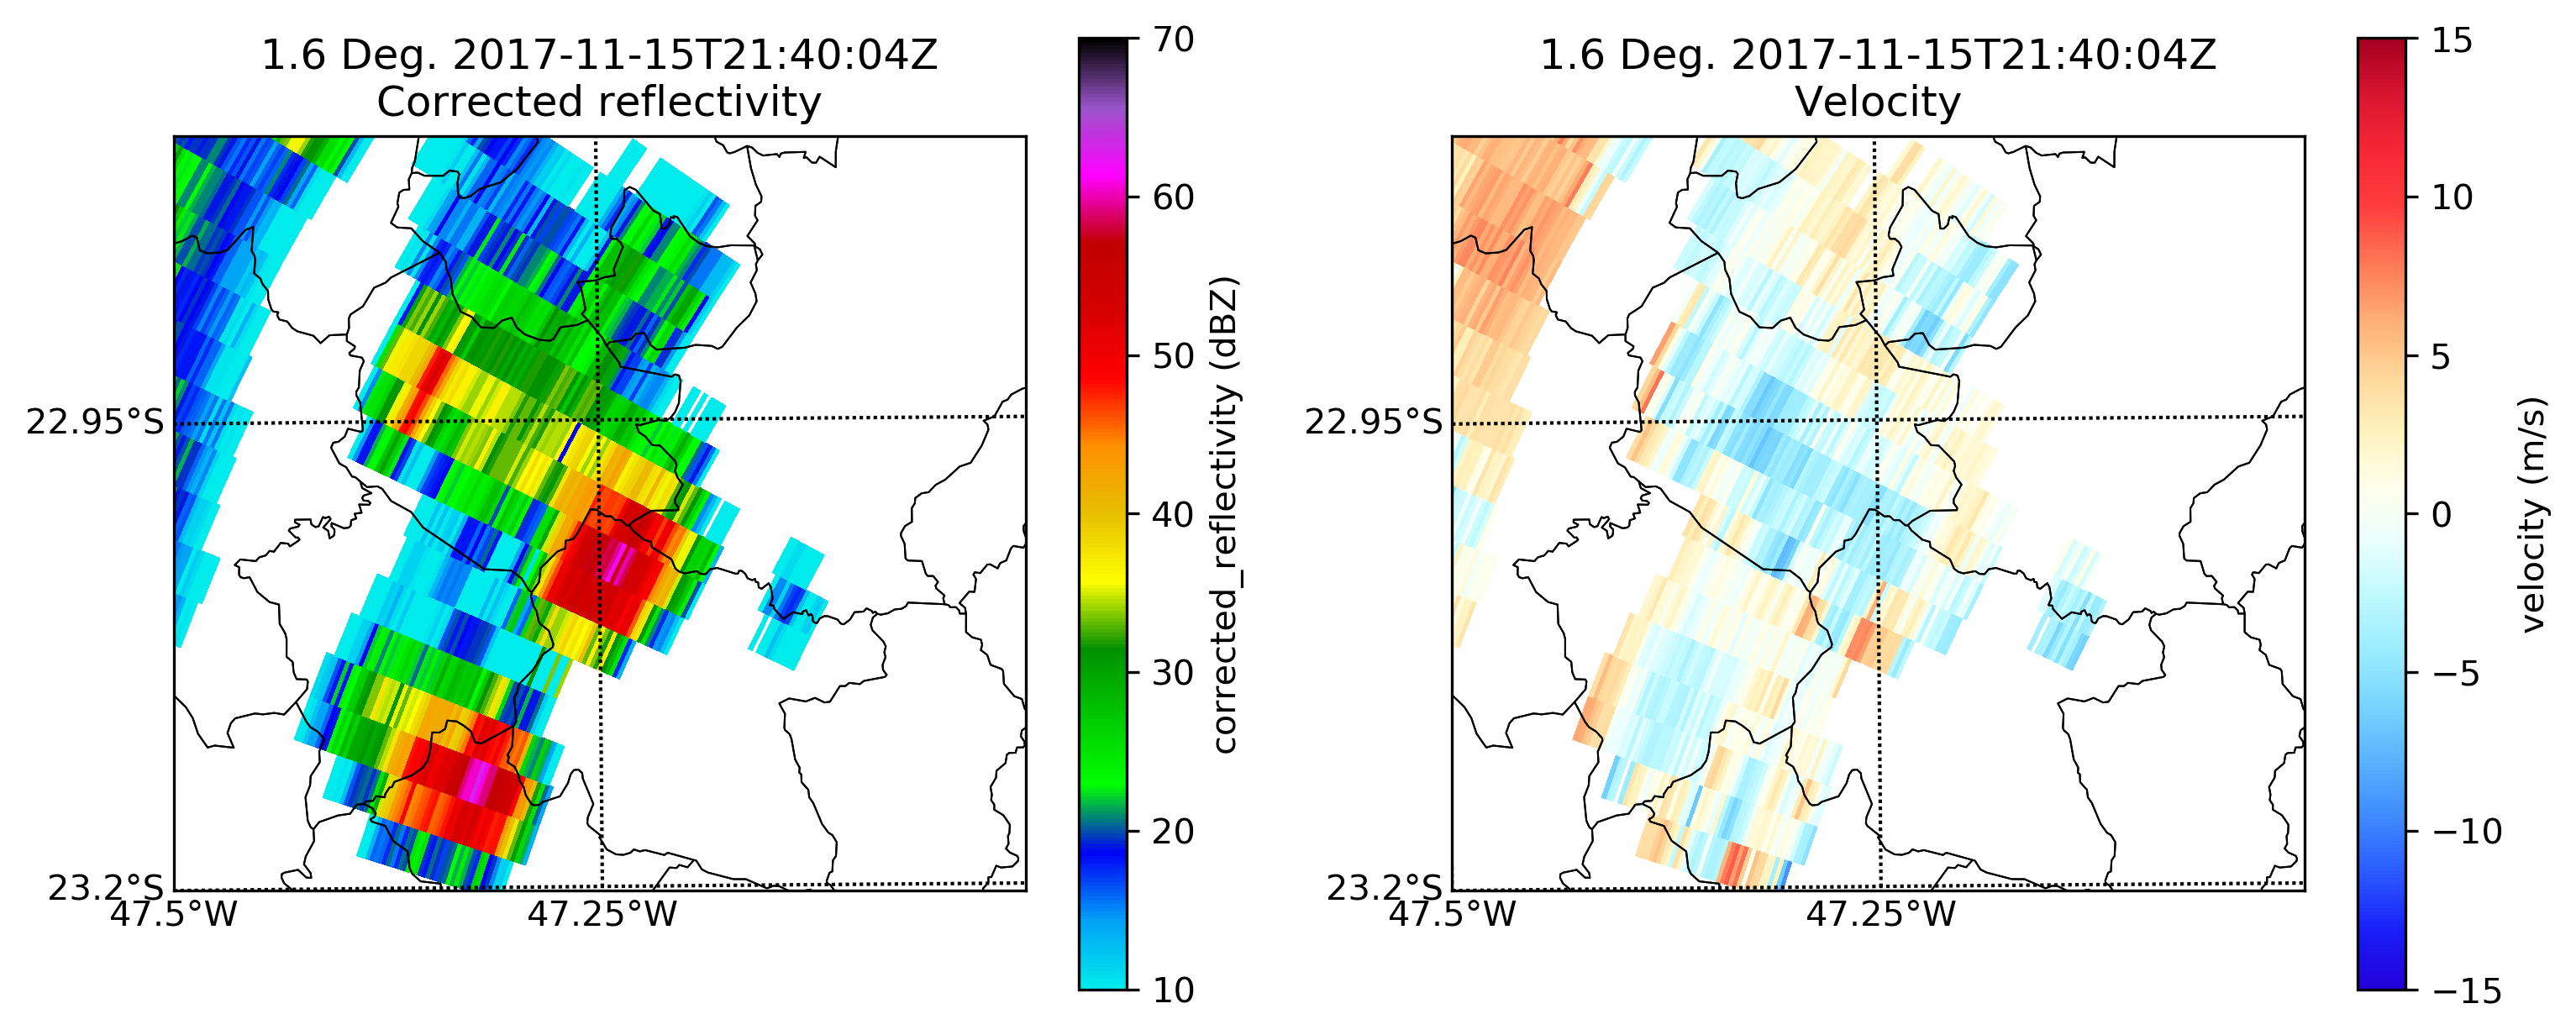 1.6 Deg. 2017-11-15T21:40:04Z
Corrected reflectivity
22.95°S
23.2°S
47.5°W
47.25°W
70
60
50
40
30
20
10
corrected_reflectivity (dBZ)
1.6 Deg. 2017-11-15T21:40:04Z
Velocity
22.95°S
23.2°S
47.5°W
47.25°W
15
10
5
0
−5
−10
−15
velocity (m/s)